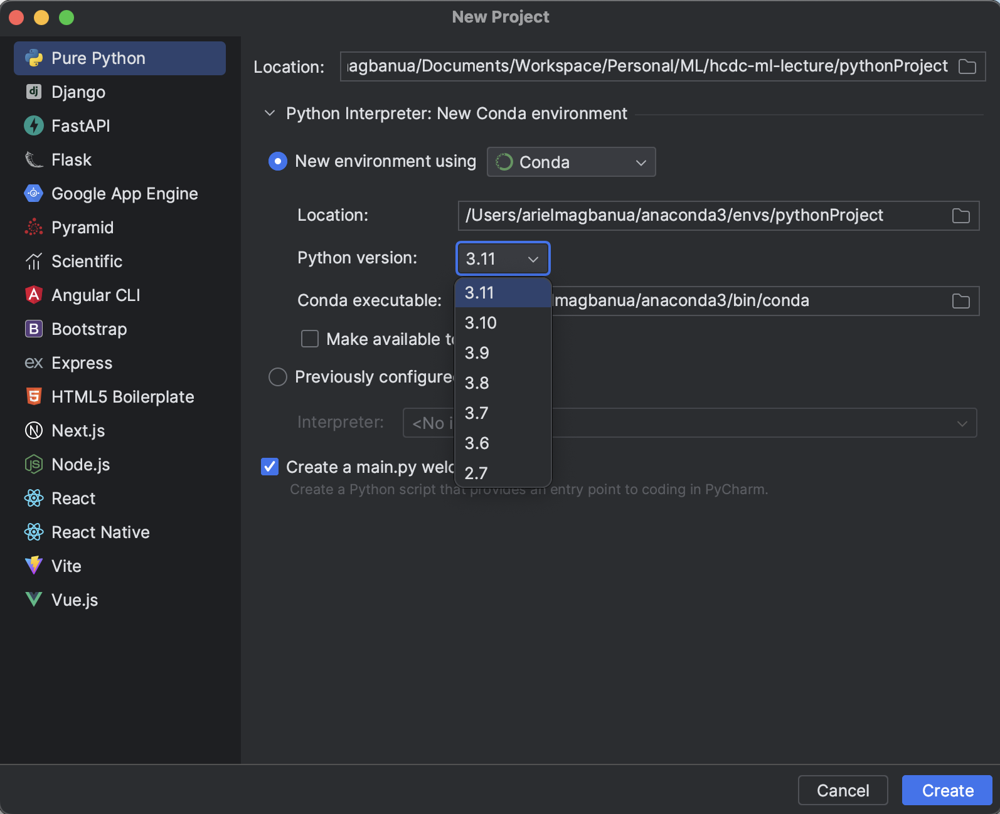 New Project
Pure Python
Django
FastAPI
Flask
Google App Engine
Pyramid
Scientific
Angular CLI
Bootstrap
Express
HTML5 Boilerplate
Next.js
Node.js
React
React Native
Vite
Vue.js
Location: agbanua/Documents/Workspace/Personal/ML/hcdc-ml-lecture/pythonProject
Python Interpreter: New Conda environment
New environment using Conda
Location: /Users/arielmagbanua/anaconda3/envs/pythonProject
Python version: 3.11
3.11
3.10
3.9
3.8
3.7
3.6
2.7
Conda executable: magbanua/anaconda3/bin/conda
Make available
Previously
Interpreter: <No
Create a main.py
Create a Python script that provides an entry point to coding in PyCharm.
Cancel
Create